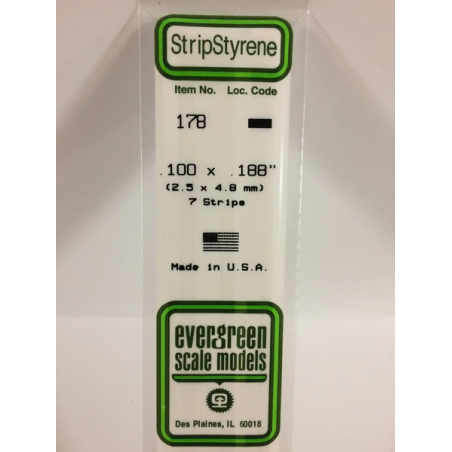 StripStyrene
Item No. Loc. Code
178
.100 x .188"
(2.5 x 4.8 mm)
7 Strips
Made in U.S.A.
evergreen
scale models
Des Plaines, IL 60018